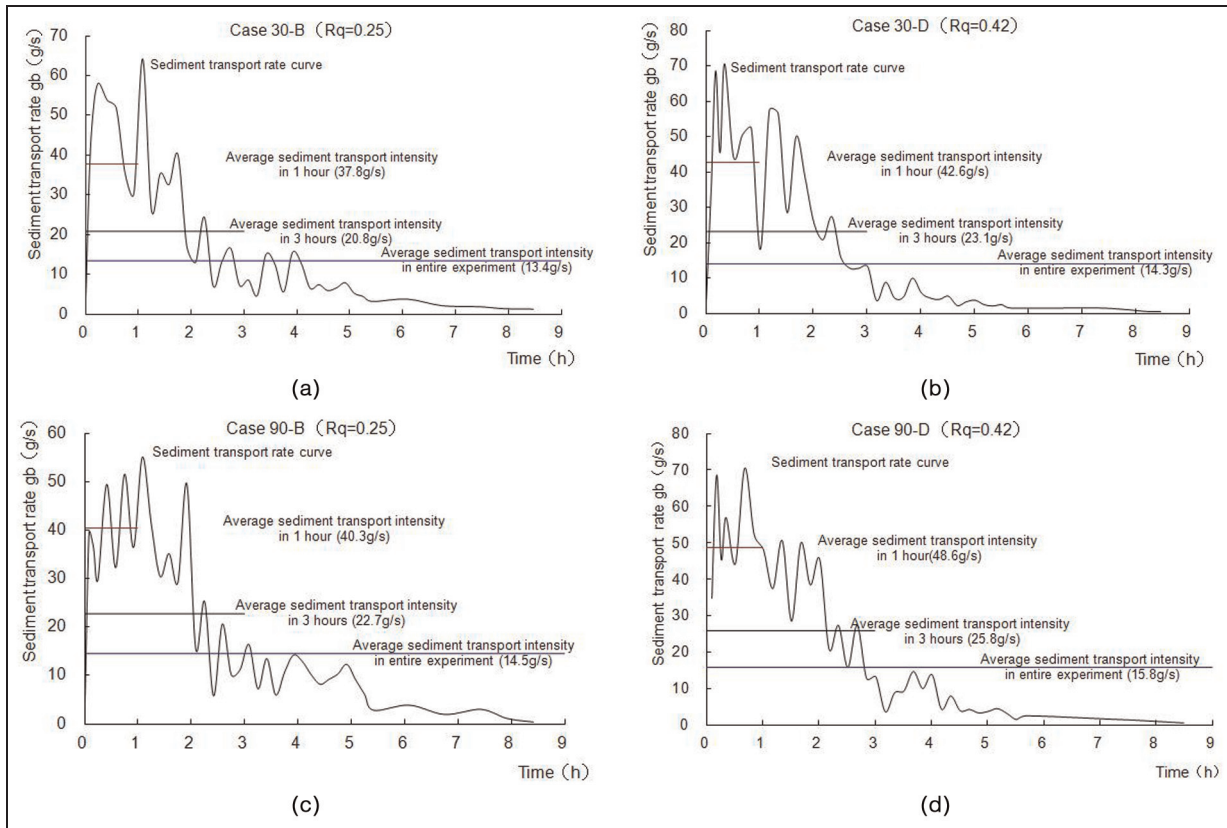 Case 30-B (Rq=0.25)
Sediment transport rate gb (g/s)
70
60
50
40
30
20
10
0
Sediment transport rate curve
Average sediment transport intensity
in 1 hour (37.8g/s)
Average sediment transport intensity
in 3 hours (20.8g/s)
Average sediment transport intensity
in entire experiment (13.4g/s)
0 1 2 3 4 5 6 7 8 9
Time (h)
(a)
Case 30-D (Rq=0.42)
Sediment transport rate gb (g/s)
80
70
60
50
40
30
20
10
0
Sediment transport rate curve
Average sediment transport intensity
in 1 hour (42.6g/s)
Average sediment transport intensity
in 3 hours (23.1g/s)
Average sediment transport intensity
in entire experiment (14.3g/s)
0 1 2 3 4 5 6 7 8 9
Time (h)
(b)
Case 90-B (Rq=0.25)
Sediment transport rate gb (g/s)
60
50
40
30
20
10
0
Sediment transport rate curve
Average sediment transport intensity
in 1 hour (40.3g/s)
Average sediment transport intensity
in 3 hours (22.7g/s)
Average sediment transport intensity
in entire experiment (14.5g/s)
0 1 2 3 4 5 6 7 8 9
Time (h)
(c)
Case 90-D (Rq=0.42)
Sediment transport rate gb (g/s)
80
70
60
50
40
30
20
10
0
Sediment transport rate curve
Average sediment transport intensity
in 1 hour(48.6g/s)
Average sediment transport intensity
in 3 hours (25.8g/s)
Average sediment transport intensity
in entire experiment (15.8g/s)
0 1 2 3 4 5 6 7 8 9
Time (h)
(d)